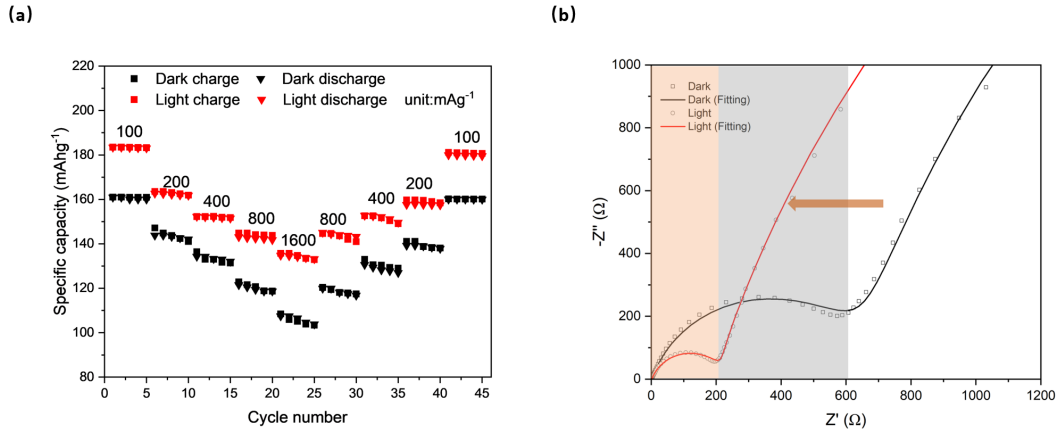 (a)
Dark charge
Dark discharge
Light charge
Light discharge
unit:mAg⁻¹
100
200
400
800
1600
800
400
200
100
220
200
180
160
140
120
100
80
0
5
10
15
20
25
30
35
40
45
Specific capacity (mAhg⁻¹)
Cycle number
(b)
Dark
Dark (Fitting)
Light
Light (Fitting)
1000
800
600
400
200
0
0
200
400
600
800
1000
1200
-Z'' (Ω)
Z' (Ω)